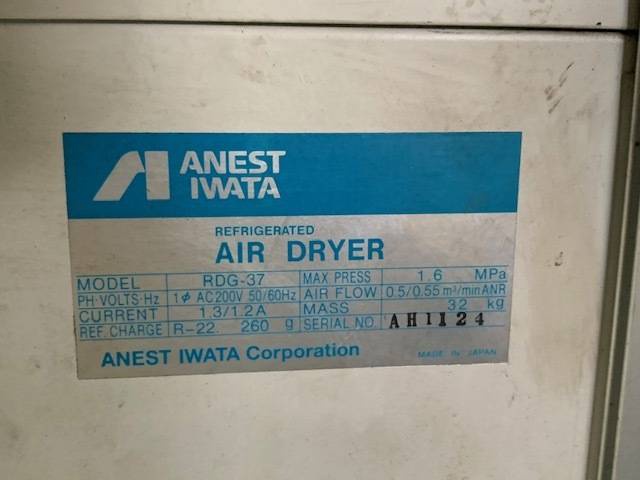 ANEST
IWATA
REFRIGERATED
AIR DRYER
MODEL RDG-37 MAX PRESS 1.6 MPa
PH·VOLTS·Hz 1ϕ AC200V 50/60Hz AIR FLOW 0.5/0.55 m³/min ANR
CURRENT 1.3/1.2A MASS 32 kg
REF. CHARGE R-22 260 g SERIAL NO. AH1124
ANEST IWATA Corporation MADE IN JAPAN